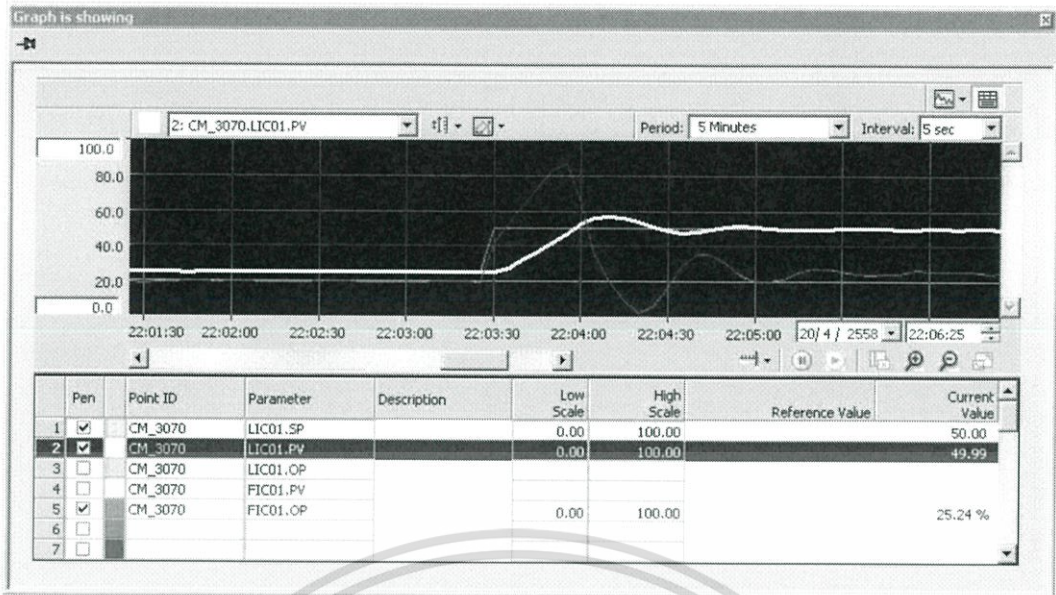 Graph is showing
2: CM_3070.LIC01.PV Period: 5 Minutes Interval: 5 sec
100.0
80.0
60.0
40.0
20.0
0.0
22:01:30 22:02:00 22:02:30 22:03:00 22:03:30 22:04:00 22:04:30 22:05:00 20/ 4 / 2558 22:06:25
Pen Point ID Parameter Description Low Scale High Scale Reference Value Current Value
1 CM_3070 LIC01.SP 0.00 100.00 50.00
2 CM_3070 LIC01.PV 0.00 100.00 49.99
3 CM_3070 LIC01.OP
4 CM_3070 FIC01.PV
5 CM_3070 FIC01.OP 0.00 100.00 25.24 %
6
7